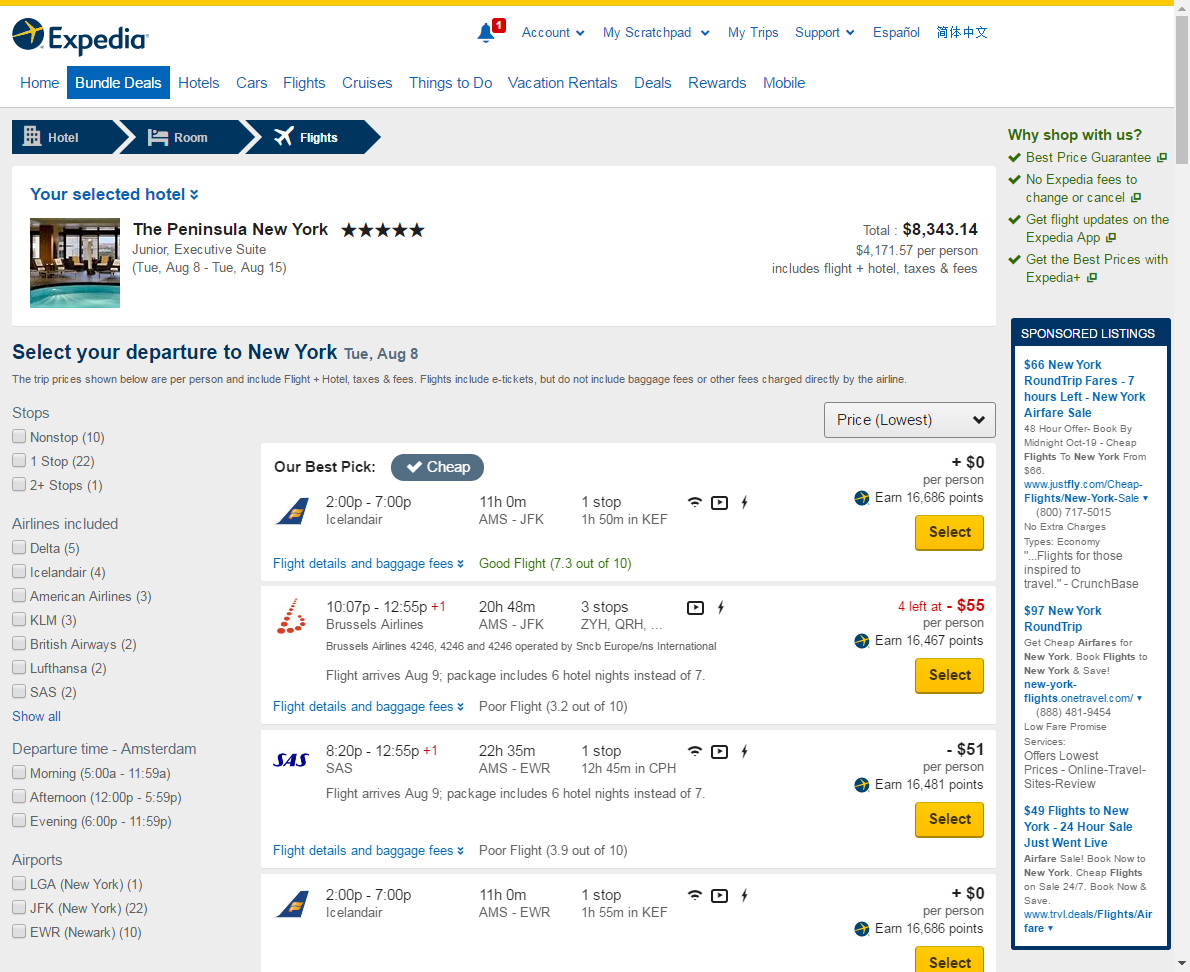 Expedia
1
Account
My Scratchpad
My Trips
Support
Español
简体中文
Home
Bundle Deals
Hotels
Cars
Flights
Cruises
Things to Do
Vacation Rentals
Deals
Rewards
Mobile
Hotel
Room
Flights
Your selected hotel
The Peninsula New York
Junior, Executive Suite
(Tue, Aug 8 - Tue, Aug 15)
Total : $8,343.14
$4,171.57 per person
includes flight + hotel, taxes & fees
Why shop with us?
Best Price Guarantee
No Expedia fees to
change or cancel
Get flight updates on the
Expedia App
Get the Best Prices with
Expedia+
Select your departure to New York Tue, Aug 8
The trip prices shown below are per person and include Flight + Hotel, taxes & fees. Flights include e-tickets, but do not include baggage fees or other fees charged directly by the airline.
Stops
Nonstop (10)
1 Stop (22)
2+ Stops (1)
Airlines included
Delta (5)
Icelandair (4)
American Airlines (3)
KLM (3)
British Airways (2)
Lufthansa (2)
SAS (2)
Show all
Departure time - Amsterdam
Morning (5:00a - 11:59a)
Afternoon (12:00p - 5:59p)
Evening (6:00p - 11:59p)
Airports
LGA (New York) (1)
JFK (New York) (22)
EWR (Newark) (10)
Price (Lowest)
Our Best Pick:
Cheap
2:00p - 7:00p
Icelandair
11h 0m
AMS - JFK
1 stop
1h 50m in KEF
+ $0
per person
Earn 16,686 points
Select
Flight details and baggage fees
Good Flight (7.3 out of 10)
10:07p - 12:55p +1
Brussels Airlines
20h 48m
AMS - JFK
3 stops
ZYH, QRH, ...
4 left at - $55
per person
Earn 16,467 points
Select
Brussels Airlines 4246, 4246 and 4246 operated by Sncb Europe/ns International
Flight arrives Aug 9; package includes 6 hotel nights instead of 7.
Flight details and baggage fees
Poor Flight (3.2 out of 10)
SAS
8:20p - 12:55p +1
SAS
22h 35m
AMS - EWR
1 stop
12h 45m in CPH
- $51
per person
Earn 16,481 points
Select
Flight arrives Aug 9; package includes 6 hotel nights instead of 7.
Flight details and baggage fees
Poor Flight (3.9 out of 10)
2:00p - 7:00p
Icelandair
11h 0m
AMS - EWR
1 stop
1h 55m in KEF
+ $0
per person
Earn 16,686 points
Select
SPONSORED LISTINGS
$66 New York
RoundTrip Fares - 7
hours Left - New York
Airfare Sale
48 Hour Offer- Book By
Midnight Oct-19 - Cheap
Flights To New York From
$66.
www.justfly.com/Cheap-
Flights/New-York-Sale
(800) 717-5015
No Extra Charges
Types: Economy
"...Flights for those
inspired to
travel." - CrunchBase
$97 New York
RoundTrip
Get Cheap Airfares for
New York. Book Flights to
New York & Save!
new-york-
flights.onetravel.com/
(888) 481-9454
Low Fare Promise
Services:
Offers Lowest
Prices - Online-Travel-
Sites-Review
$49 Flights to New
York - 24 Hour Sale
Just Went Live
Airfare Sale! Book Now to
New York. Cheap Flights
on Sale 24/7. Book Now &
Save.
www.trvl.deals/Flights/Air
fare